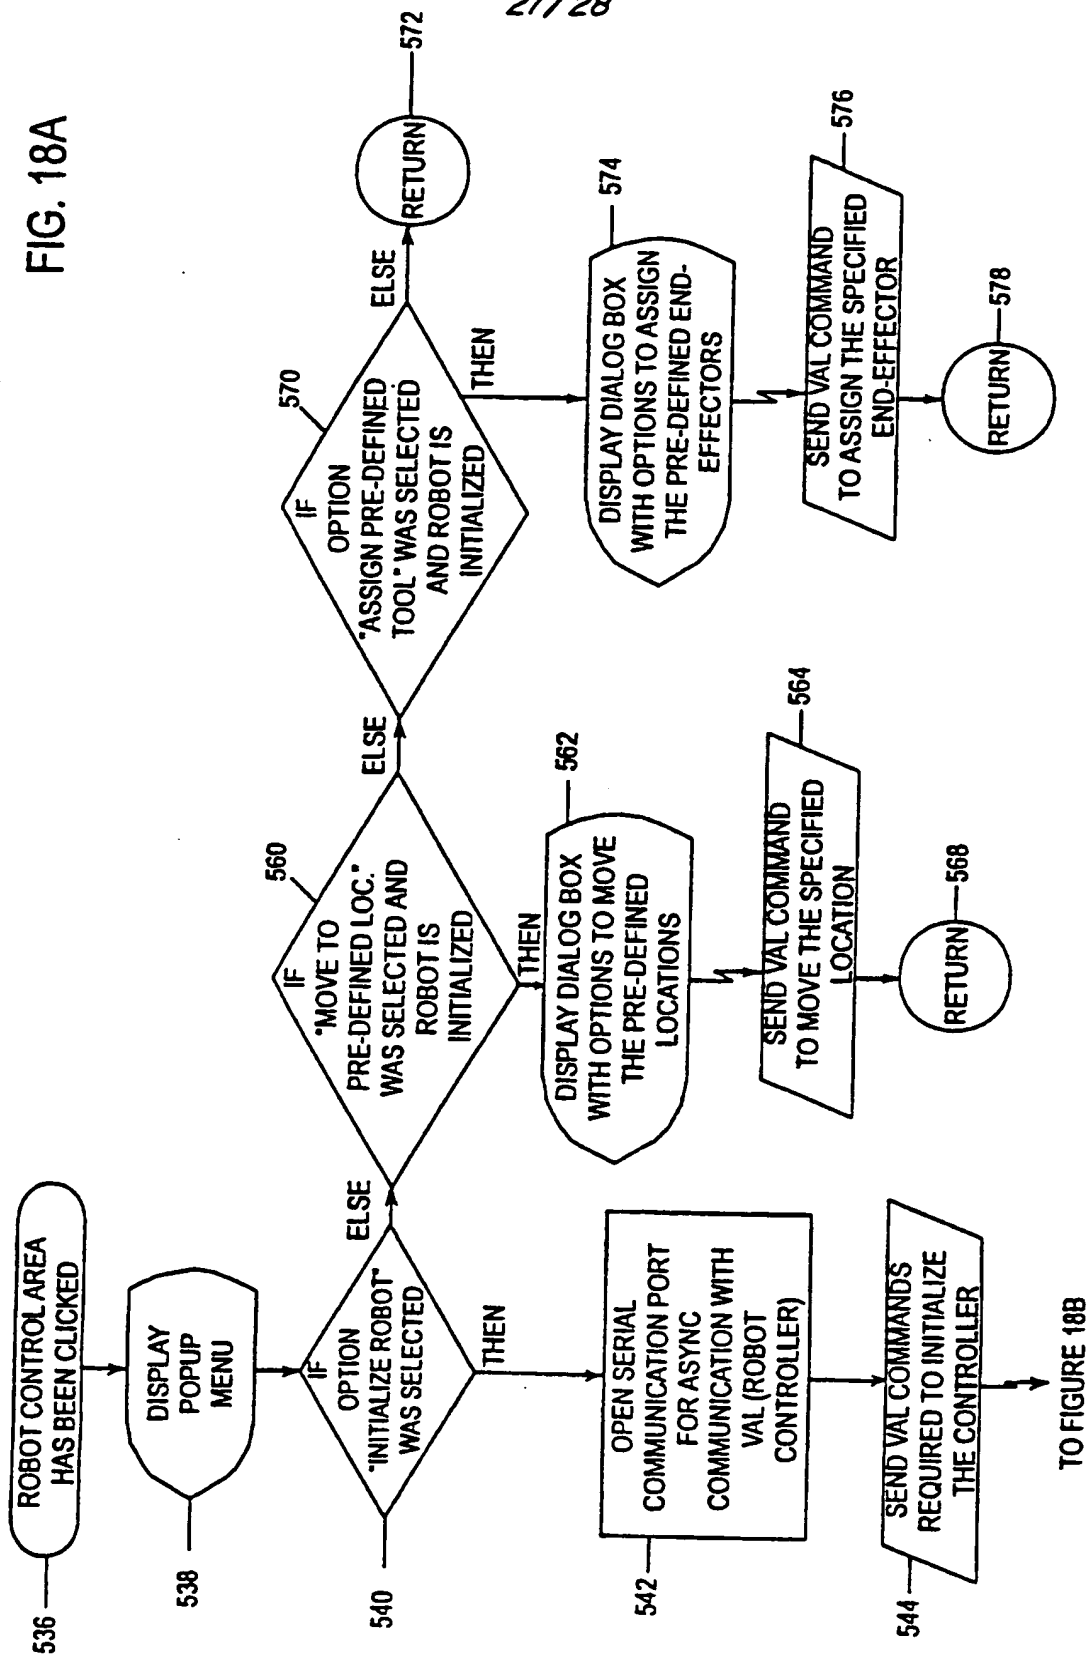 21/28
FIG. 18A
536
ROBOT CONTROL AREA
HAS BEEN CLICKED
538
DISPLAY
POPUP
MENU
540
IF
OPTION
"INITIALIZE ROBOT"
WAS SELECTED
THEN
ELSE
542
OPEN SERIAL
COMMUNICATION PORT
FOR ASYNC
COMMUNICATION WITH
VAL (ROBOT
CONTROLLER)
544
SEND VAL COMMANDS
REQUIRED TO INITIALIZE
THE CONTROLLER
TO FIGURE 18B
560
IF
"MOVE TO
PRE-DEFINED LOC."
WAS SELECTED AND
ROBOT IS
INITIALIZED
THEN
ELSE
562
DISPLAY DIALOG BOX
WITH OPTIONS TO MOVE
THE PRE-DEFINED
LOCATIONS
564
SEND VAL COMMAND
TO MOVE THE SPECIFIED
LOCATION
RETURN
568
570
IF
OPTION
"ASSIGN PRE-DEFINED
TOOL" WAS SELECTED
AND ROBOT IS
INITIALIZED
THEN
ELSE
RETURN
572
574
DISPLAY DIALOG BOX
WITH OPTIONS TO ASSIGN
THE PRE-DEFINED END-
EFFECTORS
576
SEND VAL COMMAND
TO ASSIGN THE SPECIFIED
END-EFFECTOR
RETURN
578